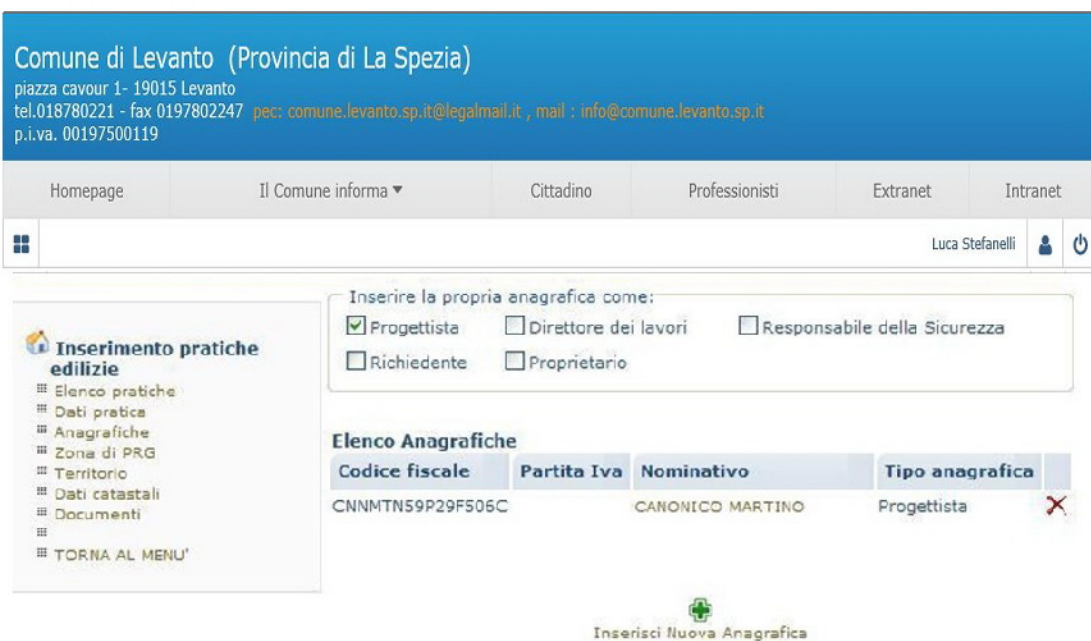 Comune di Levanto (Provincia di La Spezia)
piazza cavour 1- 19015 Levanto
tel.018780221 - fax 0197802247 pec: comune.levanto.sp.it@legalmail.it , mail : info@comune.levanto.sp.it
p.i.va. 00197500119
Homepage Il Comune informa ▼ Cittadino Professionisti Extranet Intranet
Luca Stefanelli
Inserimento pratiche
edilizie
Elenco pratiche
Dati pratica
Anagrafiche
Zona di PRG
Territorio
Dati catastali
Documenti
TORNA AL MENU'
Inserire la propria anagrafica come:
Progettista Direttore dei lavori Responsabile della Sicurezza
Richiedente Proprietario
Elenco Anagrafiche
Codice fiscale Partita Iva Nominativo Tipo anagrafica
CNNMTN59P29F506C CANONICO MARTINO Progettista
Inserisci Nuova Anagrafica